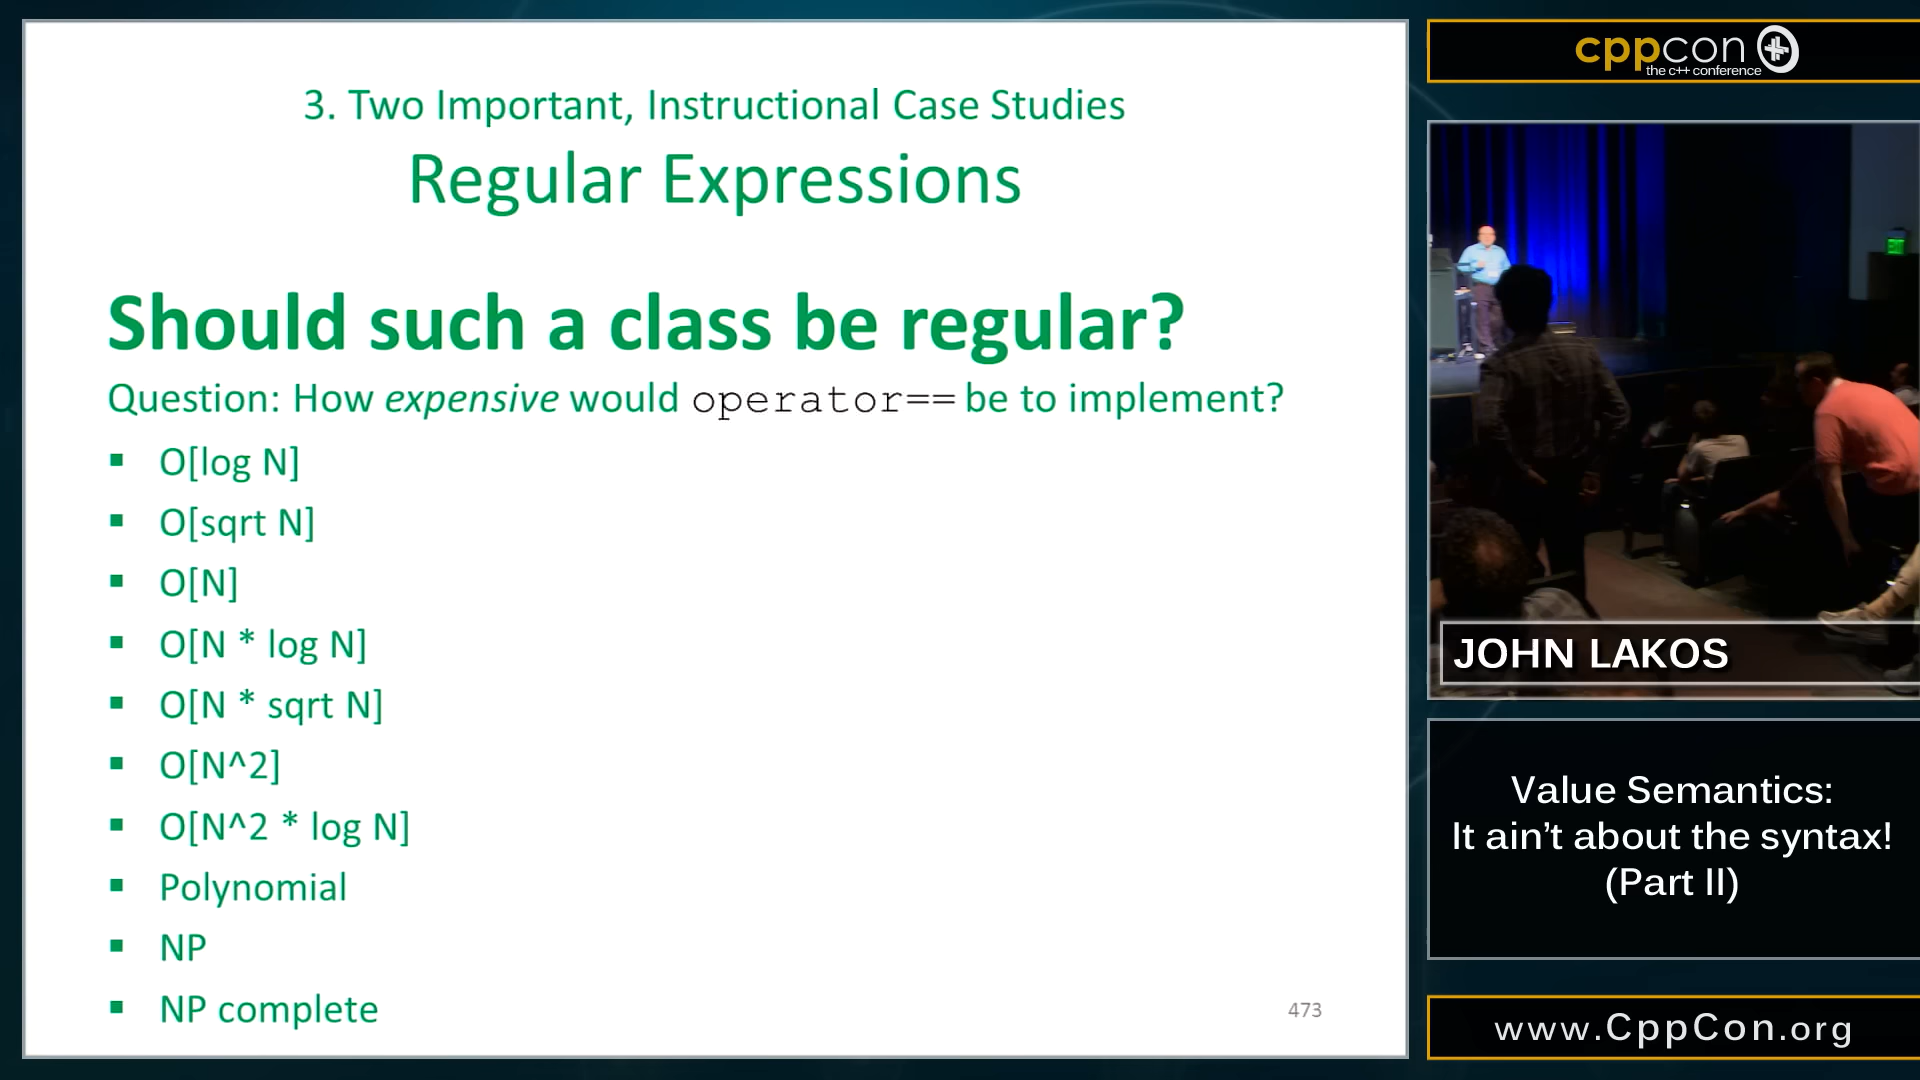 3. Two Important, Instructional Case Studies
Regular Expressions
Should such a class be regular?
Question: How expensive would operator== be to implement?
▪ O[log N]
▪ O[sqrt N]
▪ O[N]
▪ O[N * log N]
▪ O[N * sqrt N]
▪ O[N^2]
▪ O[N^2 * log N]
▪ Polynomial
▪ NP
▪ NP complete
473
cppcon
the c++ conference
JOHN LAKOS
Value Semantics:
It ain’t about the syntax!
(Part II)
www.CppCon.org